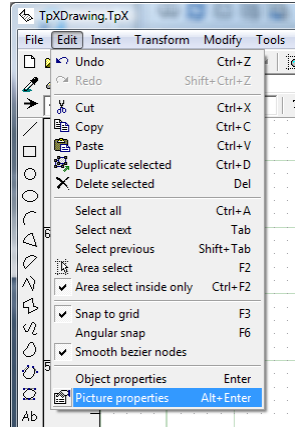 TpXDrawing.TpX
File Edit Insert Transform Modify Tools
Undo Ctrl+Z
Redo Shift+Ctrl+Z
Cut Ctrl+X
Copy Ctrl+C
Paste Ctrl+V
Duplicate selected Ctrl+D
Delete selected Del
Select all Ctrl+A
Select next Tab
Select previous Shift+Tab
Area select F2
Area select inside only Ctrl+F2
Snap to grid F3
Angular snap F6
Smooth bezier nodes
Object properties Enter
Picture properties Alt+Enter
Ab